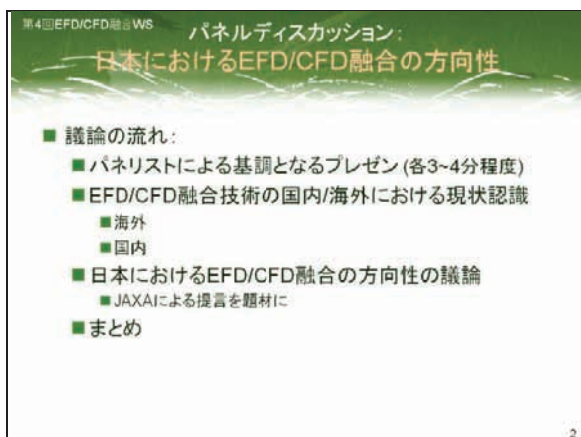 第4回EFD/CFD融合WS
パネルディスカッション:
日本におけるEFD/CFD融合の方向性
■ 議論の流れ:
■ パネリストによる基調となるプレゼン (各3~4分程度)
■ EFD/CFD融合技術の国内/海外における現状認識
■ 海外
■ 国内
■ 日本におけるEFD/CFD融合の方向性の議論
■ JAXAによる提言を題材に
■ まとめ
2